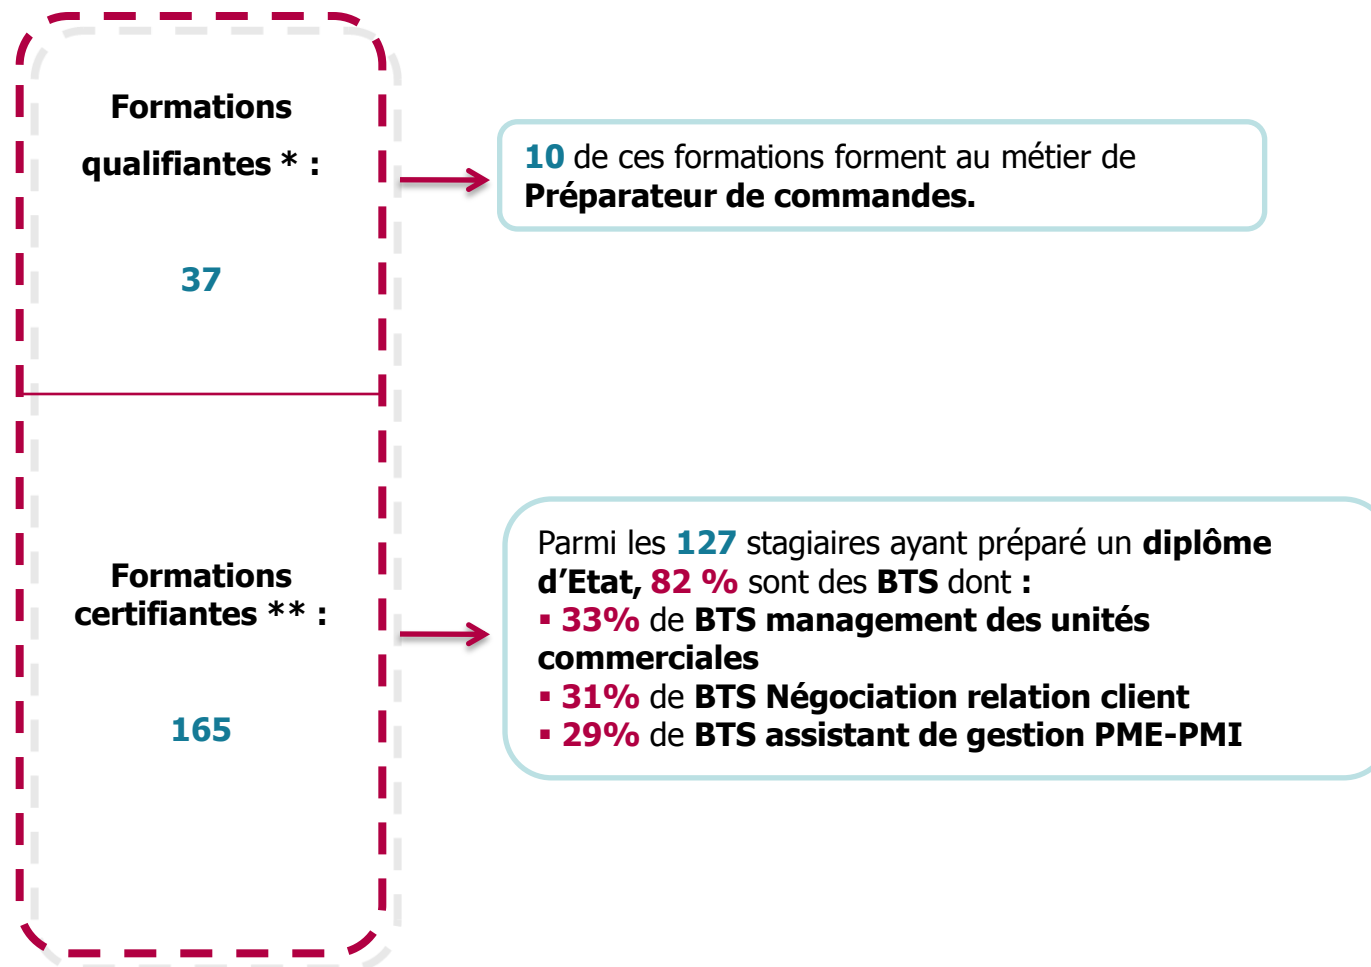 Formations
qualifiantes * :
37
10 de ces formations forment au métier de
Préparateur de commandes.
Formations
certifiantes ** :
165
Parmi les 127 stagiaires ayant préparé un diplôme
d’Etat, 82 % sont des BTS dont :
▪ 33% de BTS management des unités
commerciales
▪ 31% de BTS Négociation relation client
▪ 29% de BTS assistant de gestion PME-PMI